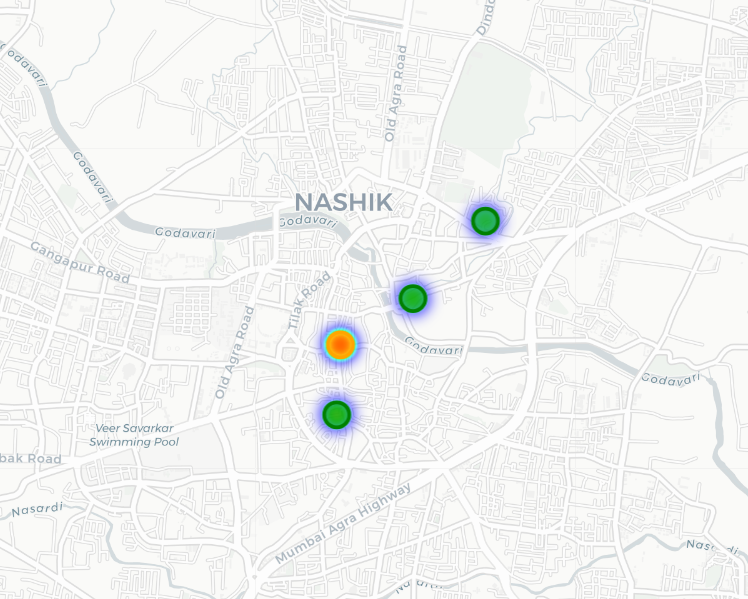 Dindo
Godavari
Old Agra Road
Godavari
NASHIK
Godavari
Godavari
Gangapur Road
Tilak Road
Old Agra Road
Godavari
Godavari
Veer Savarkar
Swimming Pool
bak Road
Nasardi
Mumbai Agra Highway